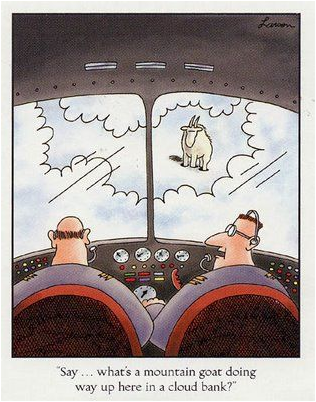 Larson
"Say ... what's a mountain goat doing
way up here in a cloud bank?"